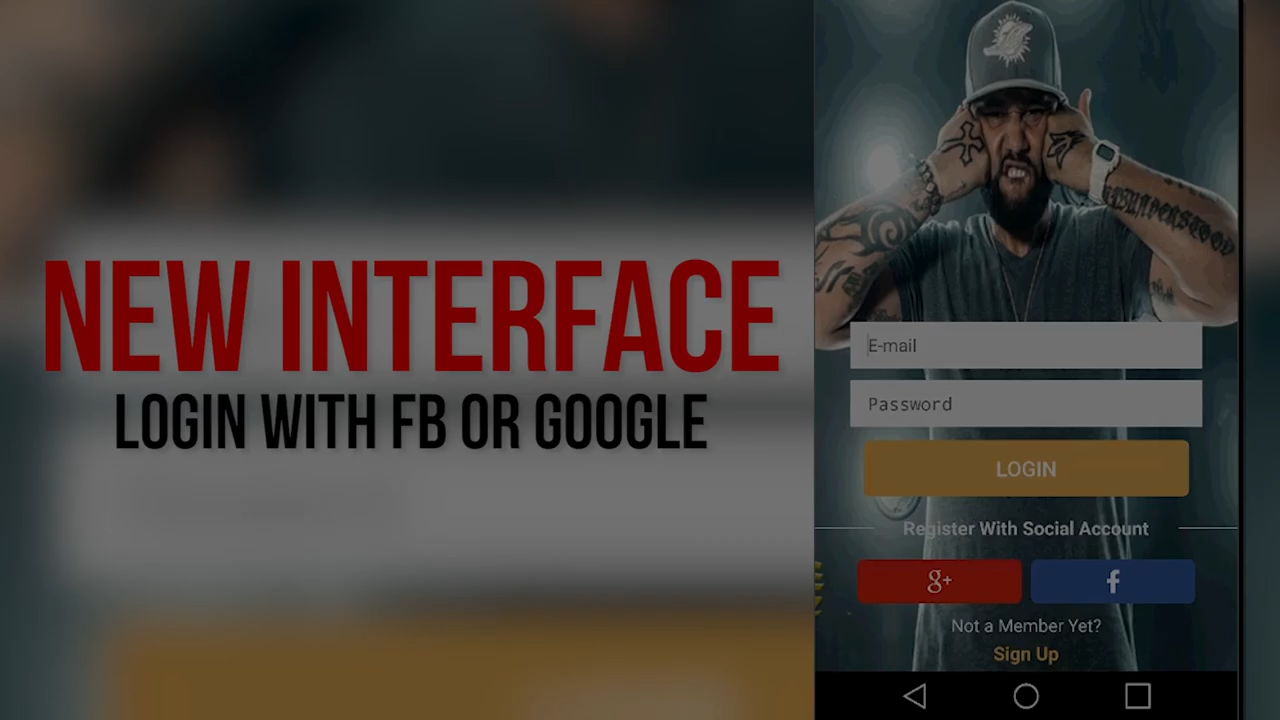 NEW INTERFACE
LOGIN WITH FB OR GOOGLE
E-mail
Password
LOGIN
Register With Social Account
g+
f
Not a Member Yet?
Sign Up